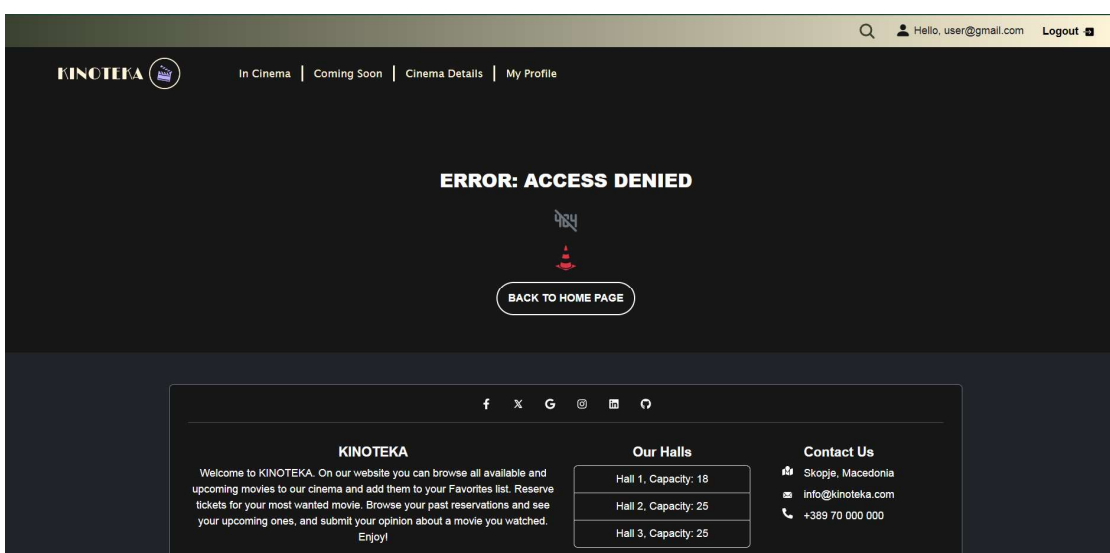 Hello, user@gmail.com Logout
KINOTEKA In Cinema Coming Soon Cinema Details My Profile
ERROR: ACCESS DENIED
404
BACK TO HOME PAGE
KINOTEKA
Welcome to KINOTEKA. On our website you can browse all available and
upcoming movies to our cinema and add them to your Favorites list. Reserve
tickets for your most wanted movie. Browse your past reservations and see
your upcoming ones, and submit your opinion about a movie you watched.
Enjoy!
Our Halls
Hall 1, Capacity: 18
Hall 2, Capacity: 25
Hall 3, Capacity: 25
Contact Us
Skopje, Macedonia
info@kinoteka.com
+389 70 000 000